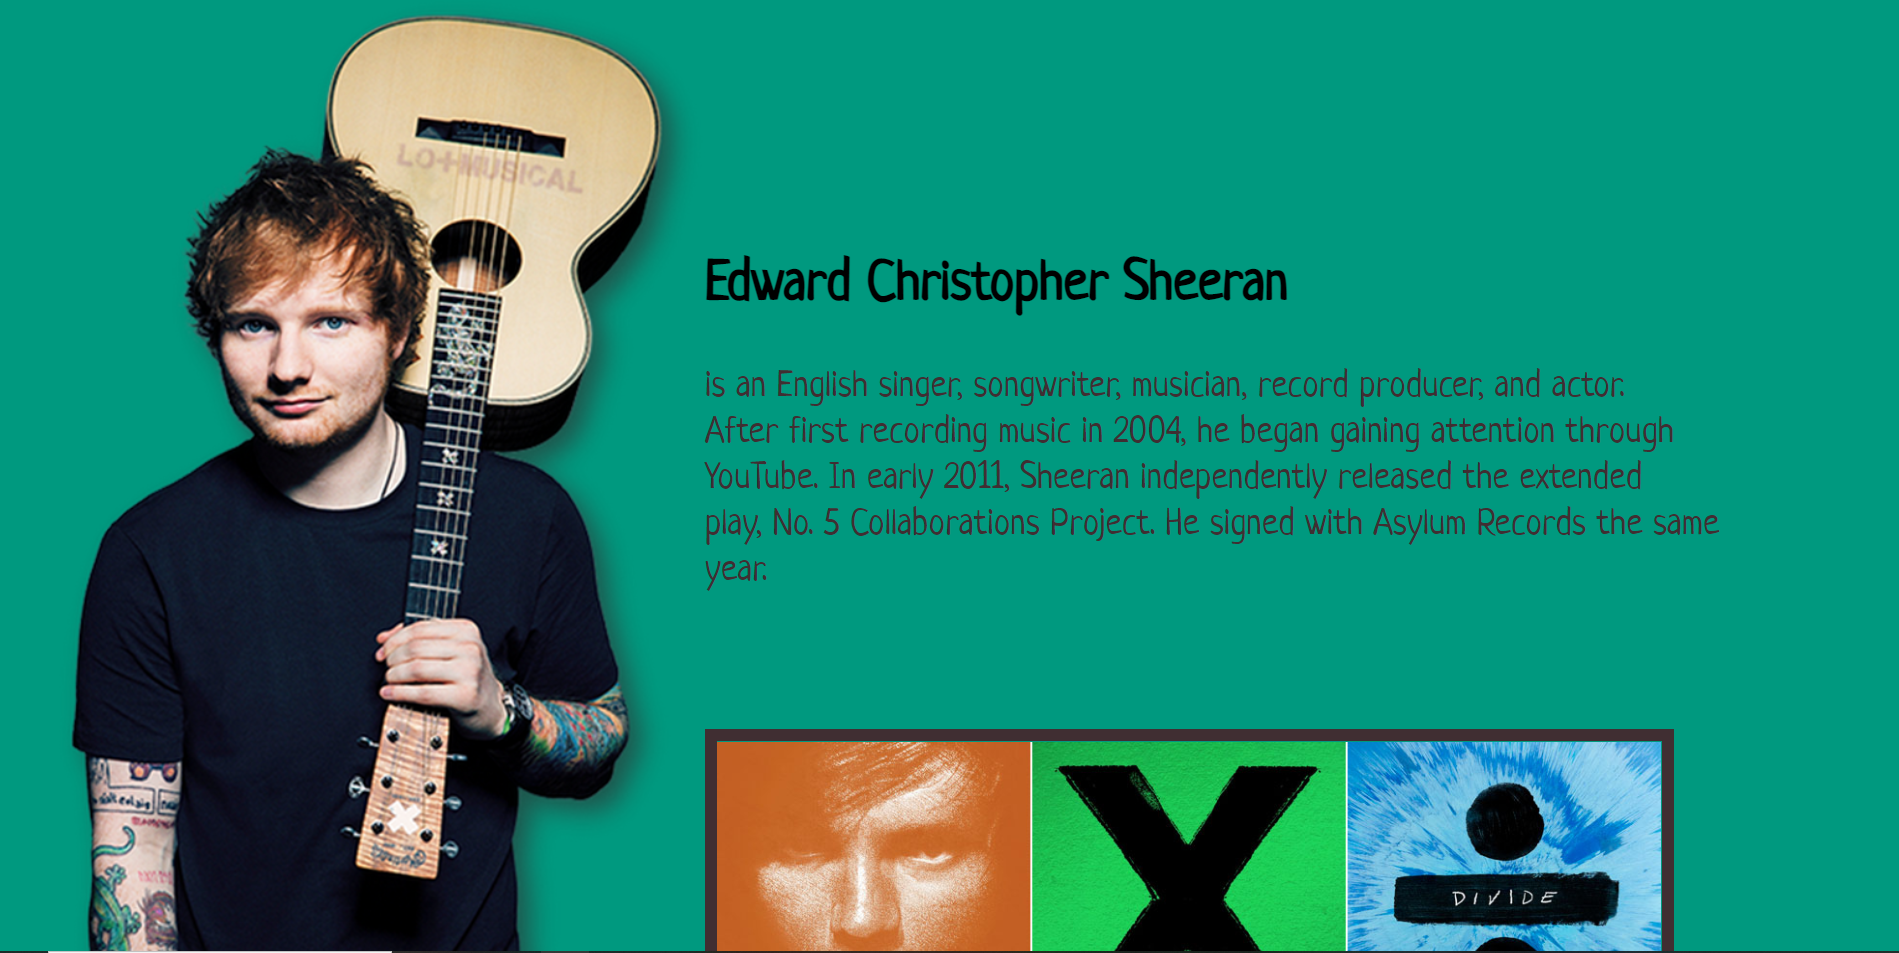 LO+MUSICAL
Edward Christopher Sheeran
is an English singer, songwriter, musician, record producer, and actor.
After first recording music in 2004, he began gaining attention through
YouTube. In early 2011, Sheeran independently released the extended
play, No. 5 Collaborations Project. He signed with Asylum Records the same
year.
DIVIDE